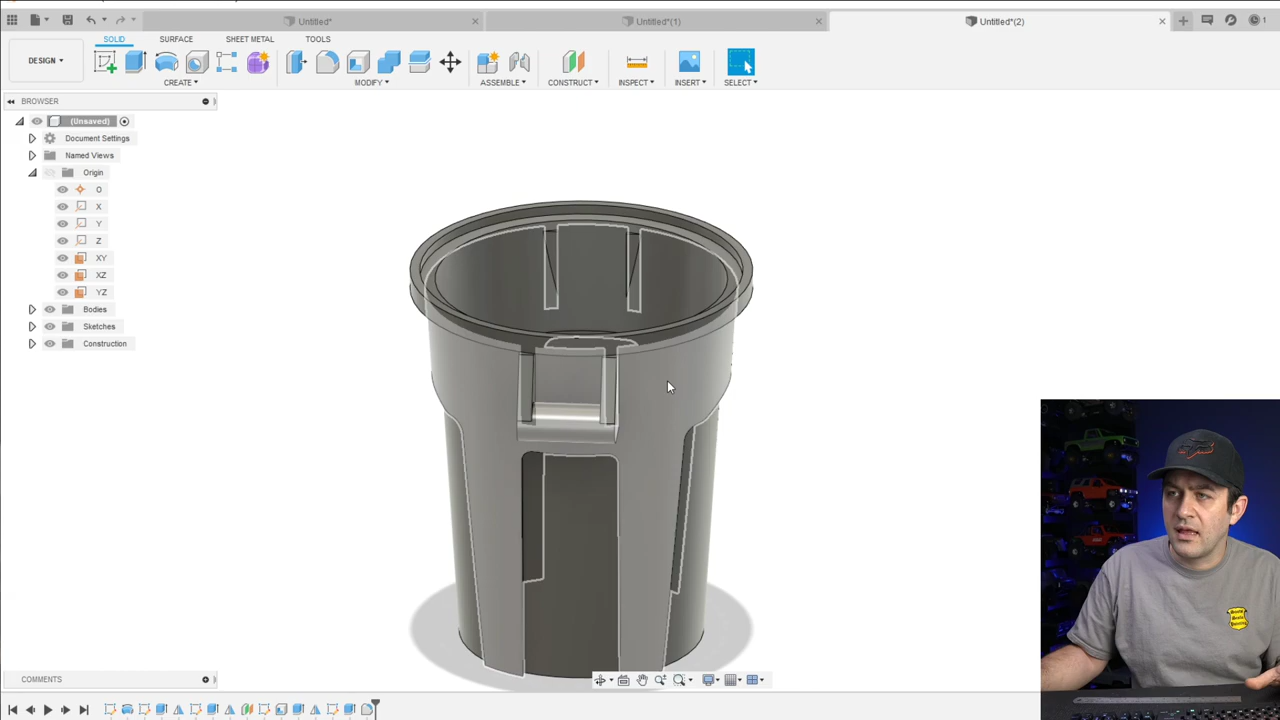 Untitled*
Untitled*(1)
Untitled*(2)
1
DESIGN
SOLID
SURFACE
SHEET METAL
TOOLS
CREATE
MODIFY
ASSEMBLE
CONSTRUCT
INSPECT
INSERT
SELECT
BROWSER
(Unsaved)
Document Settings
Named Views
Origin
O
X
Y
Z
XY
XZ
YZ
Bodies
Sketches
Construction
COMMENTS